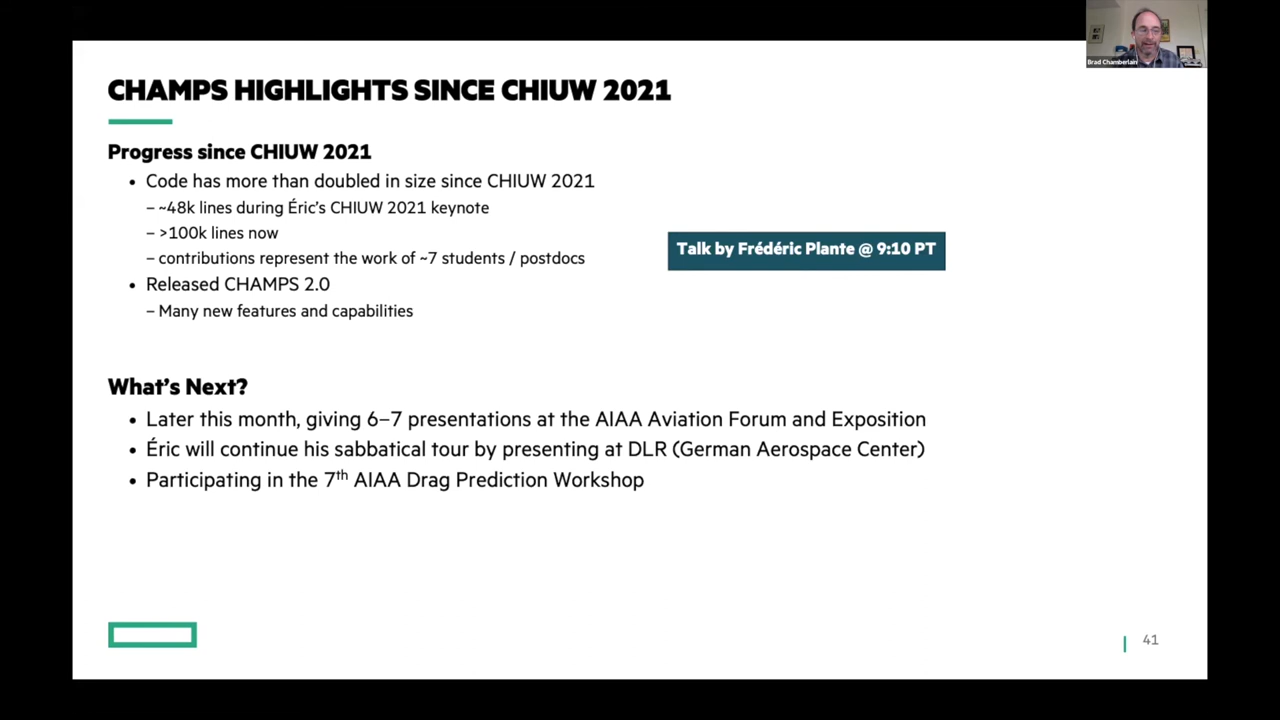 Brad Chamberlain
CHAMPS HIGHLIGHTS SINCE CHIUW 2021
Progress since CHIUW 2021
• Code has more than doubled in size since CHIUW 2021
– ~48k lines during Éric's CHIUW 2021 keynote
– >100k lines now
– contributions represent the work of ~7 students / postdocs
• Released CHAMPS 2.0
– Many new features and capabilities
Talk by Frédéric Plante @ 9:10 PT
What's Next?
• Later this month, giving 6–7 presentations at the AIAA Aviation Forum and Exposition
• Éric will continue his sabbatical tour by presenting at DLR (German Aerospace Center)
• Participating in the 7th AIAA Drag Prediction Workshop
41